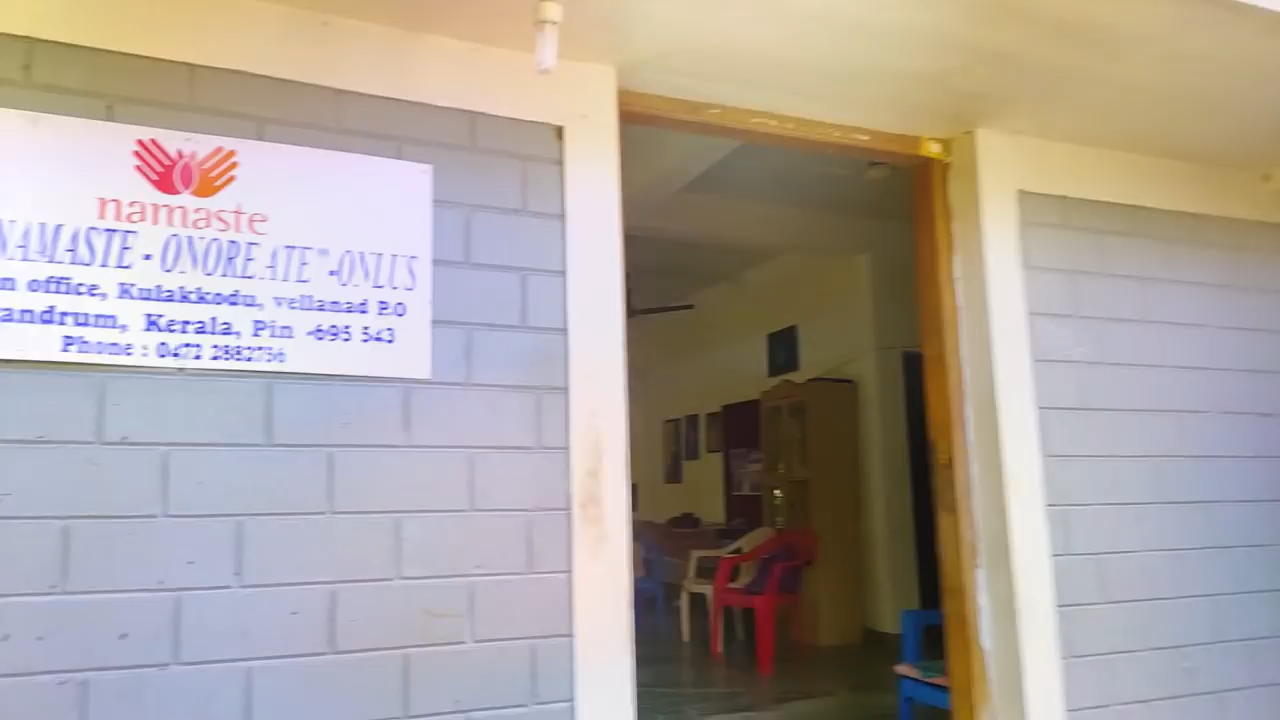 namaste
NAMASTE - ONORE ATE"-ONLUS
n office, Kulakkodu, vellanad P.O
andrum, Kerala, Pin -695 543
Phone : 0472 2882756